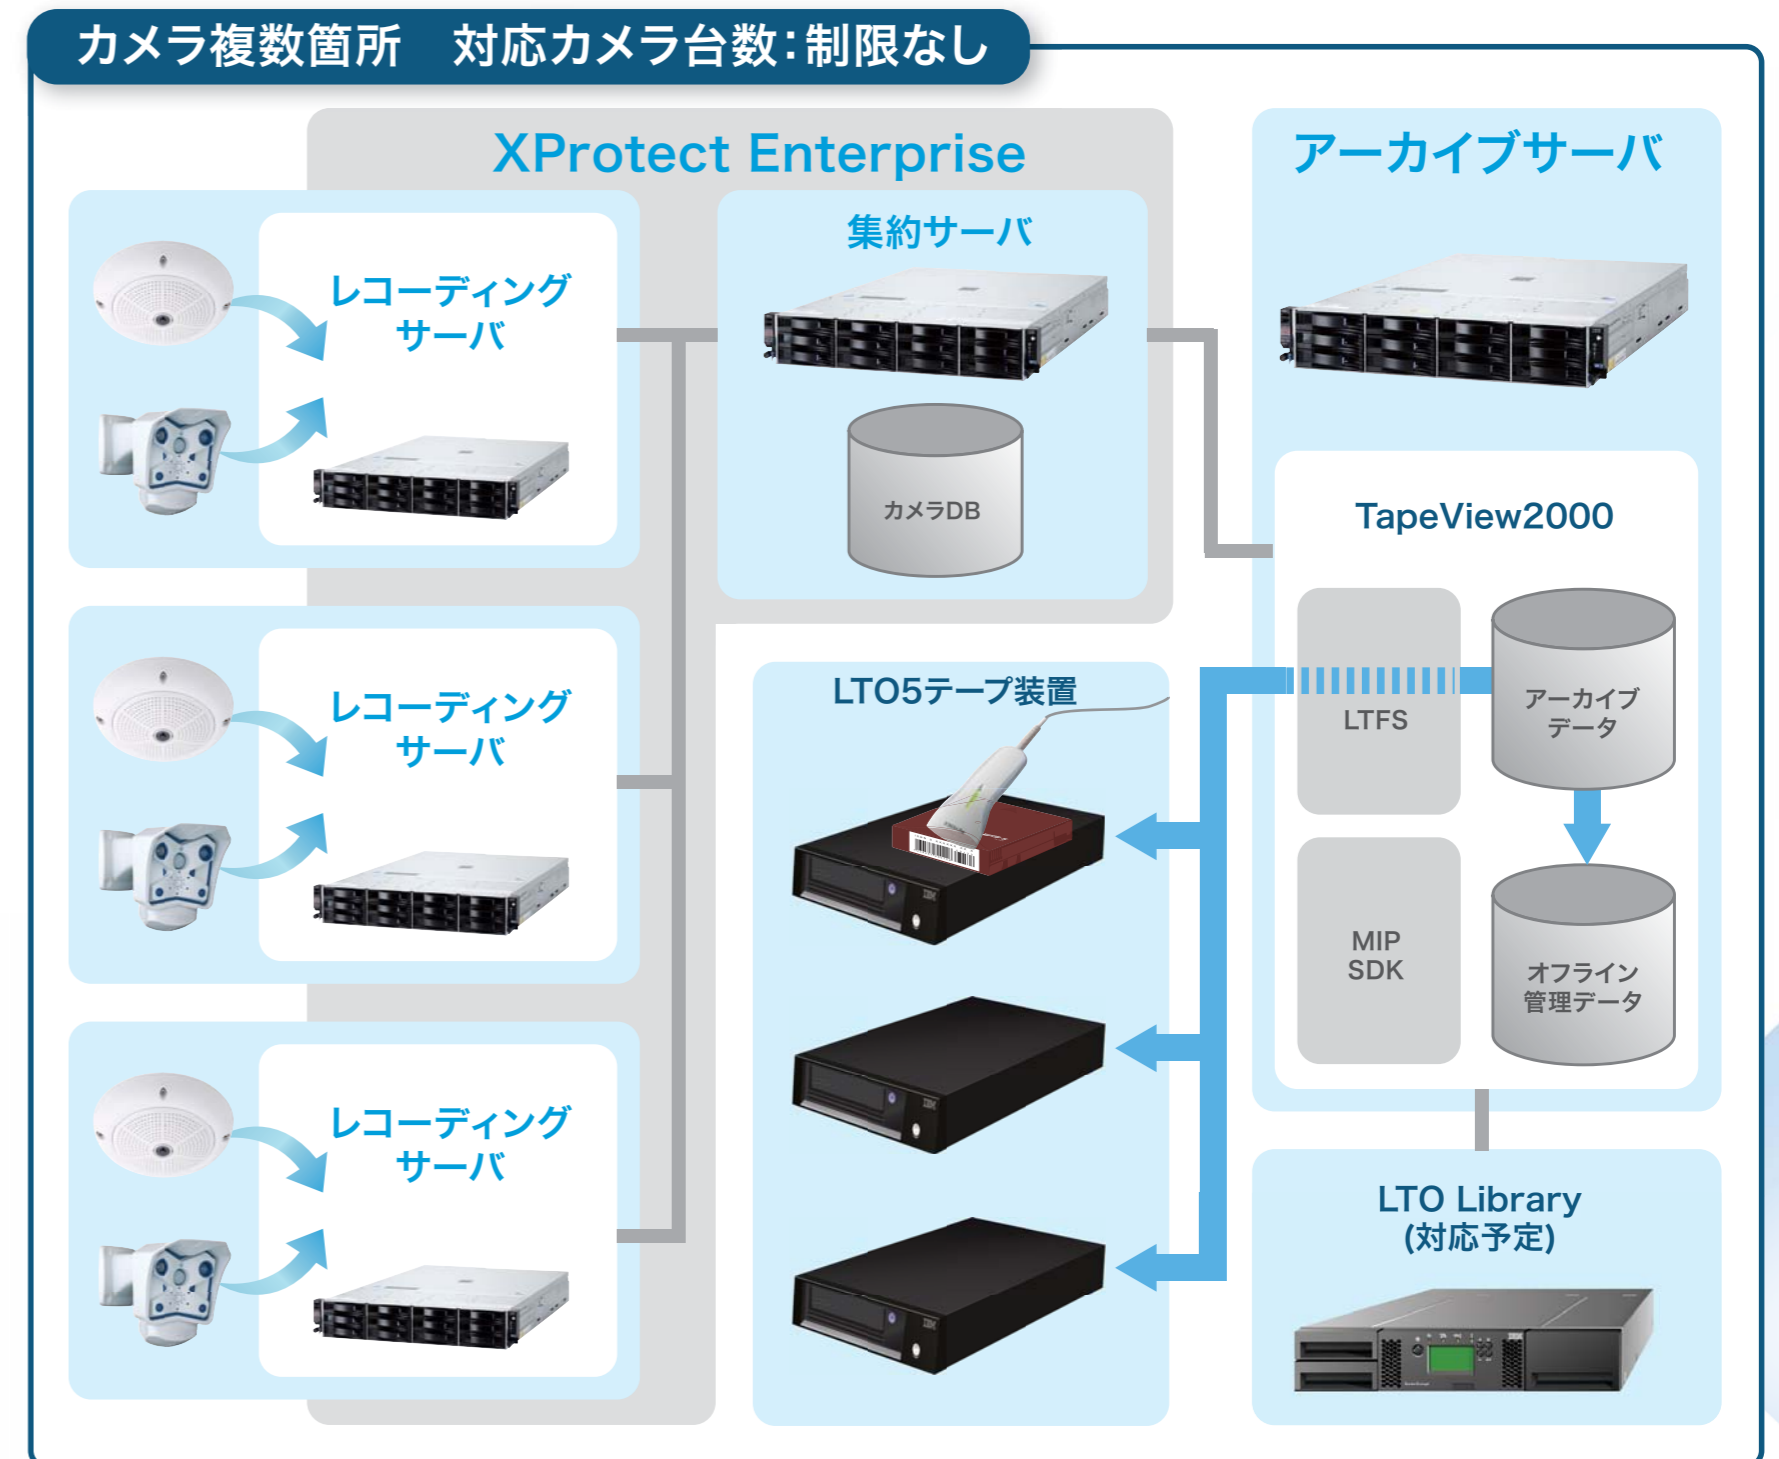 カメラ複数箇所　対応カメラ台数：制限なし
XProtect Enterprise
レコーディング
サーバ
レコーディング
サーバ
レコーディング
サーバ
集約サーバ
カメラDB
LTO5テープ装置
IBM
IBM
IBM
アーカイブサーバ
TapeView2000
LTFS
アーカイブ
データ
MIP
SDK
オフライン
管理データ
LTO Library
(対応予定)
IBM